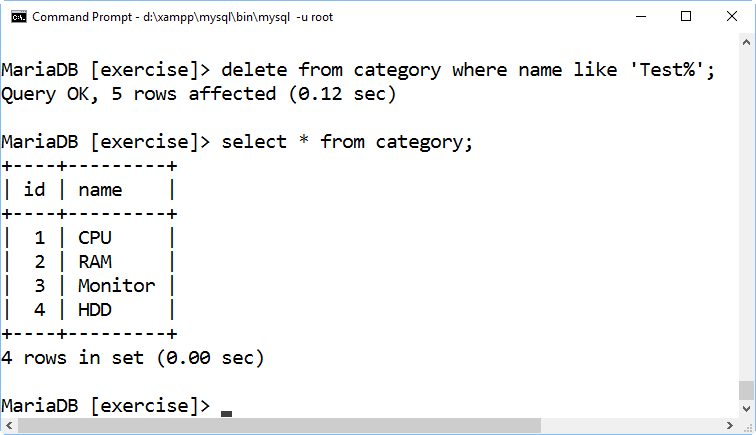 Command Prompt - d:\xampp\mysql\bin\mysql  -u root
MariaDB [exercise]> delete from category where name like 'Test%';
Query OK, 5 rows affected (0.12 sec)
MariaDB [exercise]> select * from category;
+----+---------+
| id | name    |
+----+---------+
|  1 | CPU     |
|  2 | RAM     |
|  3 | Monitor |
|  4 | HDD     |
+----+---------+
4 rows in set (0.00 sec)
MariaDB [exercise]>